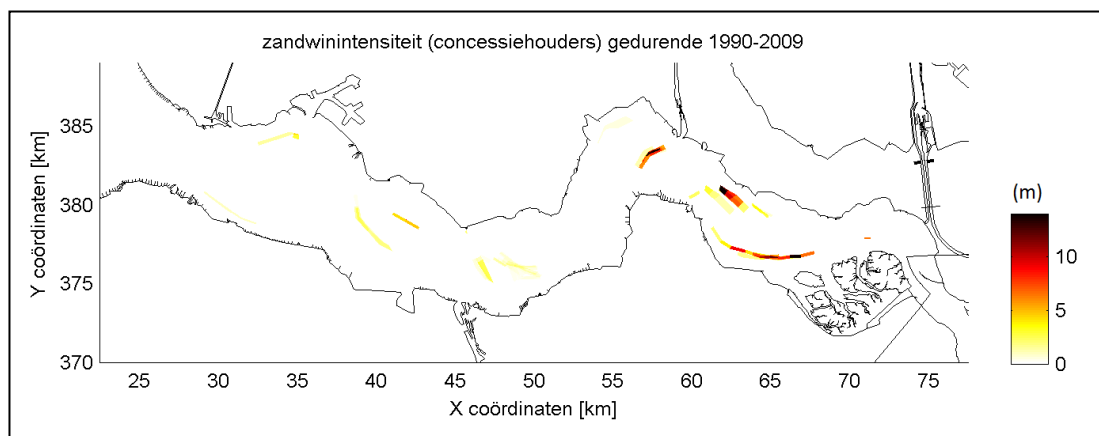 zandwinintensiteit (concessiehouders) gedurende 1990-2009
Y coördinaten [km]
385
380
375
370
25 30 35 40 45 50 55 60 65 70 75
X coördinaten [km]
(m)
10
5
0